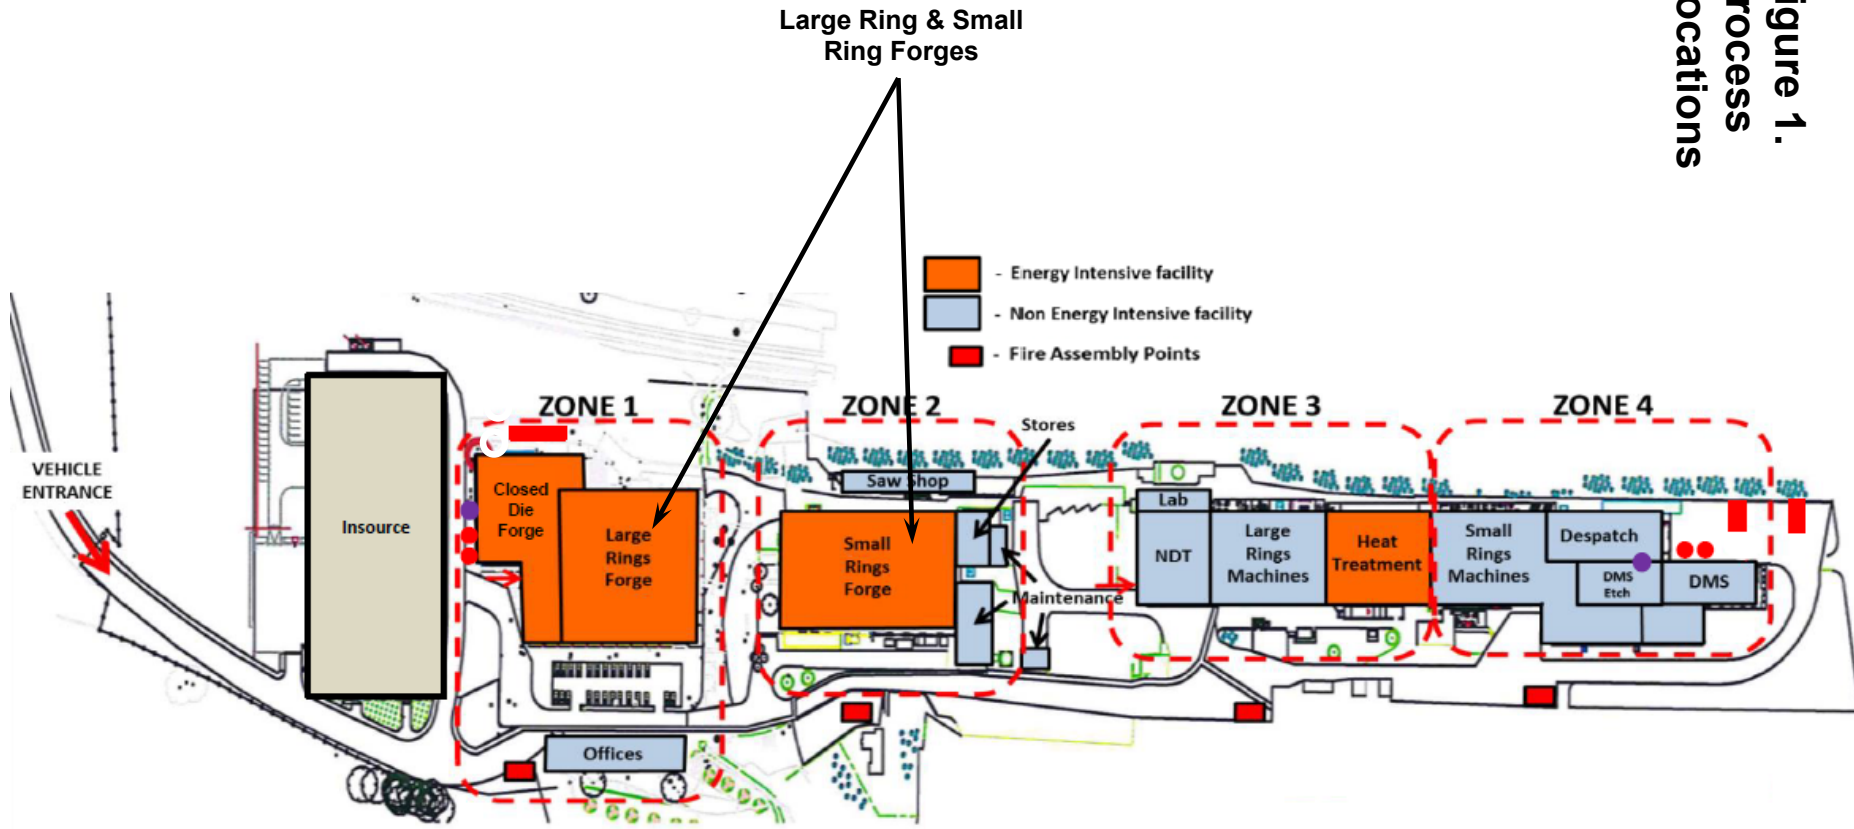 Large Ring & Small
Ring Forges
igure 1.
rocess
ocations
- Energy Intensive facility
- Non Energy Intensive facility
- Fire Assembly Points
ZONE 1
ZONE 2
ZONE 3
ZONE 4
VEHICLE
ENTRANCE
Insource
Closed
Die
Forge
Large
Rings
Forge
Offices
Saw Shop
Stores
Small
Rings
Forge
Maintenance
Lab
NDT
Large
Rings
Machines
Heat
Treatment
Small
Rings
Machines
Despatch
DMS
Etch
DMS